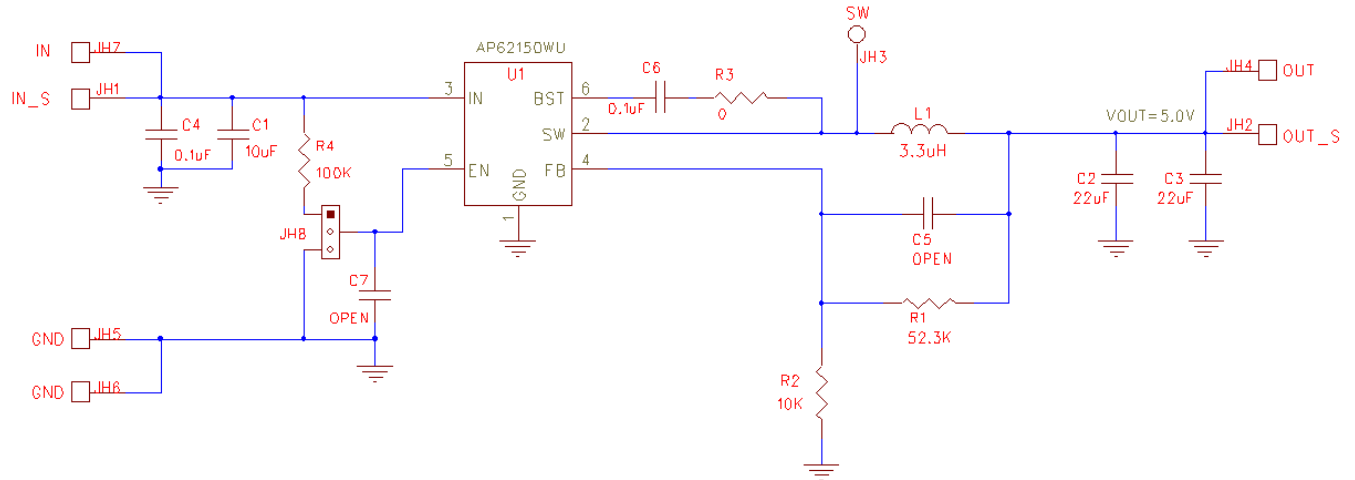 SW
IN
JH7
AP62150WU
JH3
JH4
OUT
IN_S
JH1
3
IN
U1
BST
6
C6
0.1uF
R3
0
L1
3.3uH
VOUT=5.0V
JH2
OUT_S
C4
0.1uF
C1
10uF
R4
100K
SW
2
5
EN
FB
4
GND
1
C2
22uF
C3
22uF
JH8
C5
OPEN
C7
OPEN
R1
52.3K
GND
JH5
GND
JH6
R2
10K